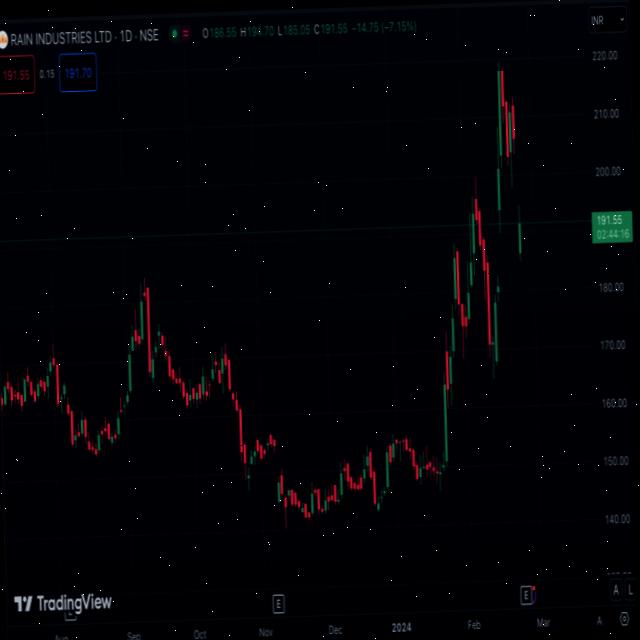 RAIN INDUSTRIES LTD · 1D · NSE
C191.55 −14.75 (−7.15%)
INR
191.55 0.15 191.70
220.00
210.00
200.00
191.55
02:44:16
180.00
170.00
160.00
150.00
140.00
TradingView
E E
A L
Sep Oct Nov Dec 2024 Feb Mar A